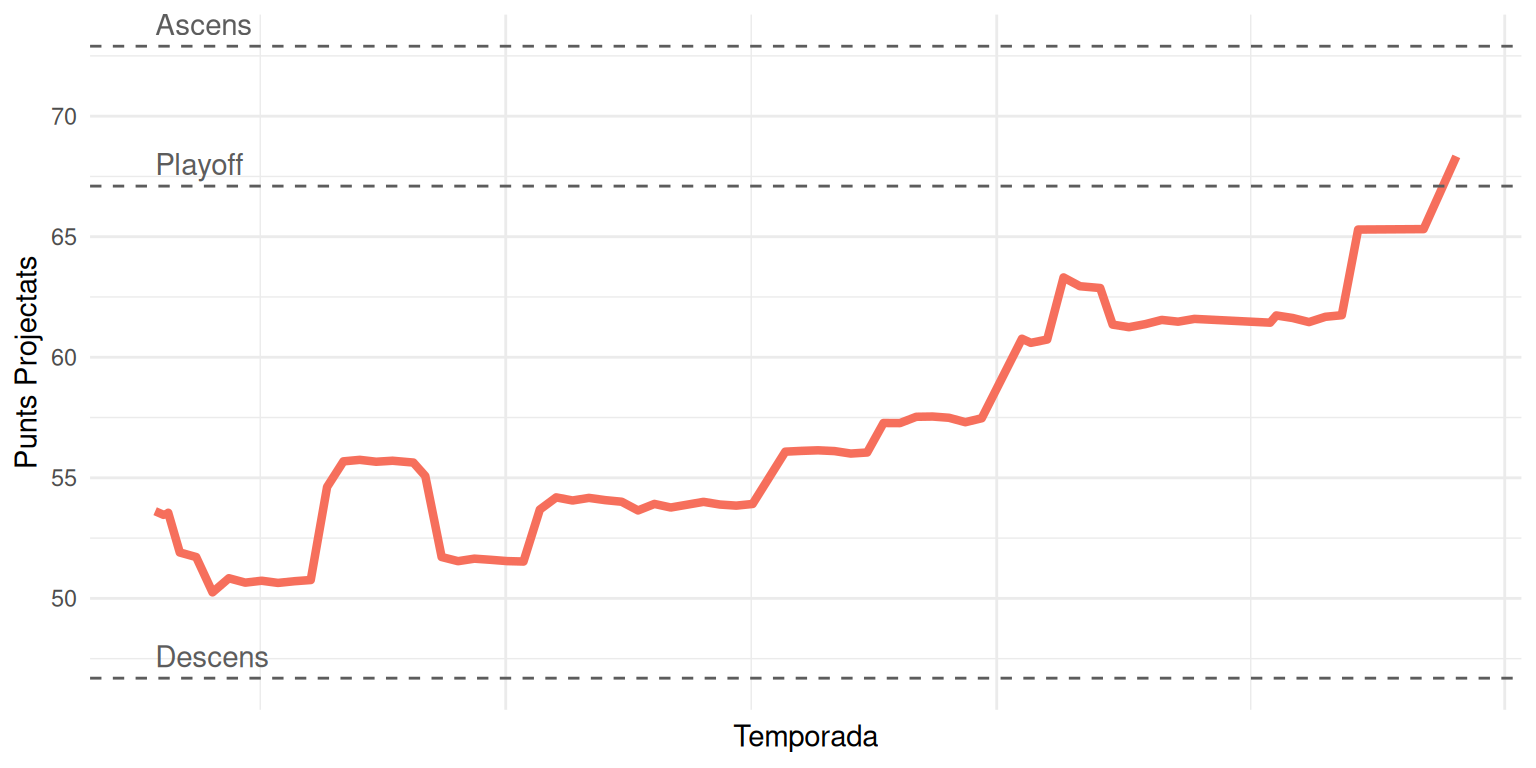 Ascens
70
Playoff
65
Punts Projectats
60
55
50
Descens
Temporada